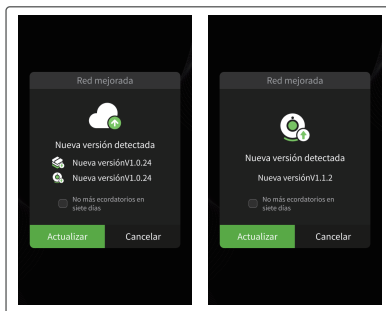 Red mejorada
Nueva versión detectada
Nueva versiónV1.0.24
Nueva versiónV1.0.24
No más ecordatorios en
siete días
Actualizar Cancelar
Red mejorada
Nueva versión detectada
Nueva versiónV1.1.2
No más ecordatorios en
siete días
Actualizar Cancelar